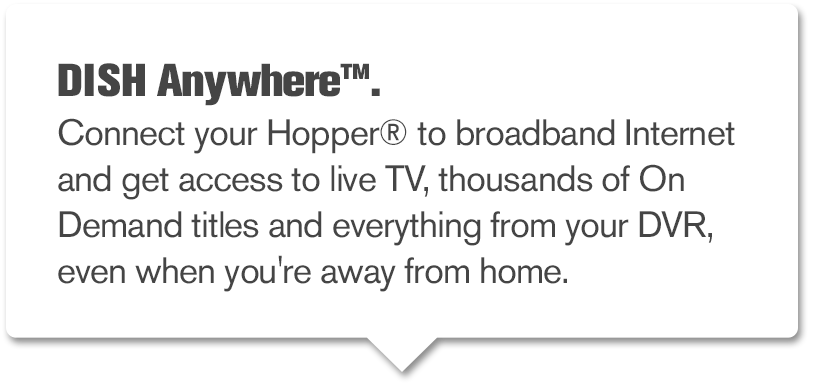 DISH Anywhere™.
Connect your Hopper® to broadband Internet
and get access to live TV, thousands of On
Demand titles and everything from your DVR,
even when you're away from home.